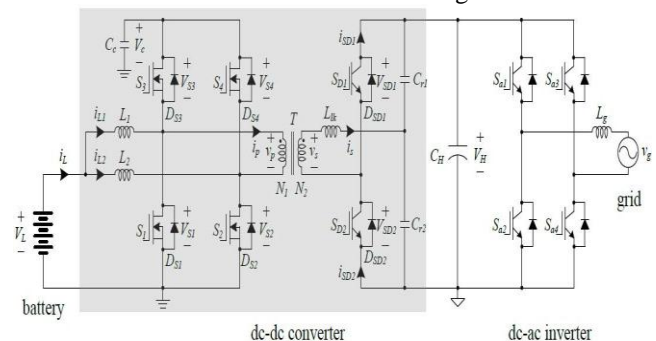 C_c
+
V_c
−
S_3
+
V_S3
−
D_S3
S_4
+
V_S4
−
D_S4
i_SD1
S_D1
+
V_SD1
−
D_SD1
C_r1
S_a1
S_a3
i_L1
L_1
i_L
i_L2
L_2
T
L_lk
i_p
+
v_p
−
+
v_s
−
i_s
N_1
N_2
C_H
+
V_H
−
L_g
v_g
grid
+
V_L
−
battery
S_1
+
V_S1
−
D_S1
S_2
+
V_S2
−
D_S2
S_D2
+
V_SD2
−
D_SD2
i_SD2
C_r2
S_a2
S_a4
dc-dc converter
dc-ac inverter